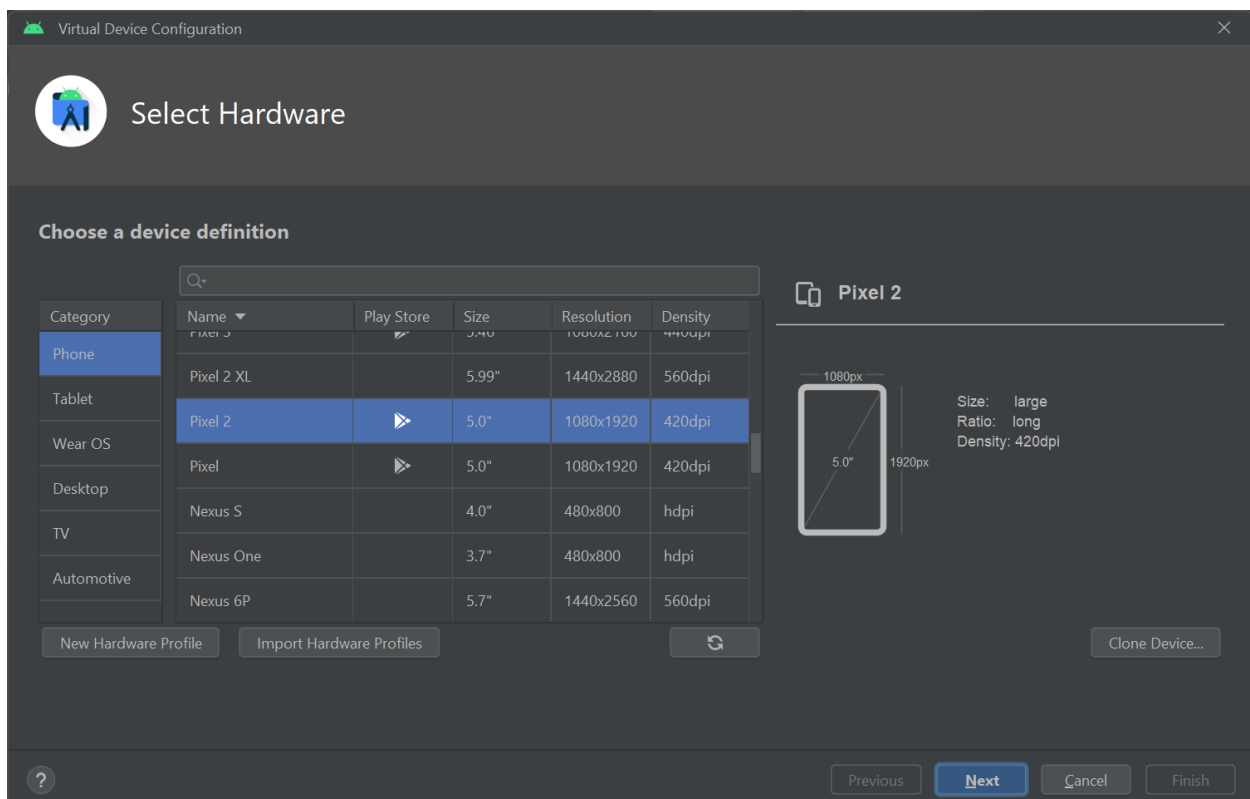 Virtual Device Configuration
Select Hardware
Choose a device definition
Category
Phone
Tablet
Wear OS
Desktop
TV
Automotive
Name Play Store Size Resolution Density
Pixel 2 XL 5.99" 1440x2880 560dpi
Pixel 2 5.0" 1080x1920 420dpi
Pixel 5.0" 1080x1920 420dpi
Nexus S 4.0" 480x800 hdpi
Nexus One 3.7" 480x800 hdpi
Nexus 6P 5.7" 1440x2560 560dpi
New Hardware Profile Import Hardware Profiles
Pixel 2
1080px
5.0"
1920px
Size: large
Ratio: long
Density: 420dpi
Clone Device...
? Previous Next Cancel Finish